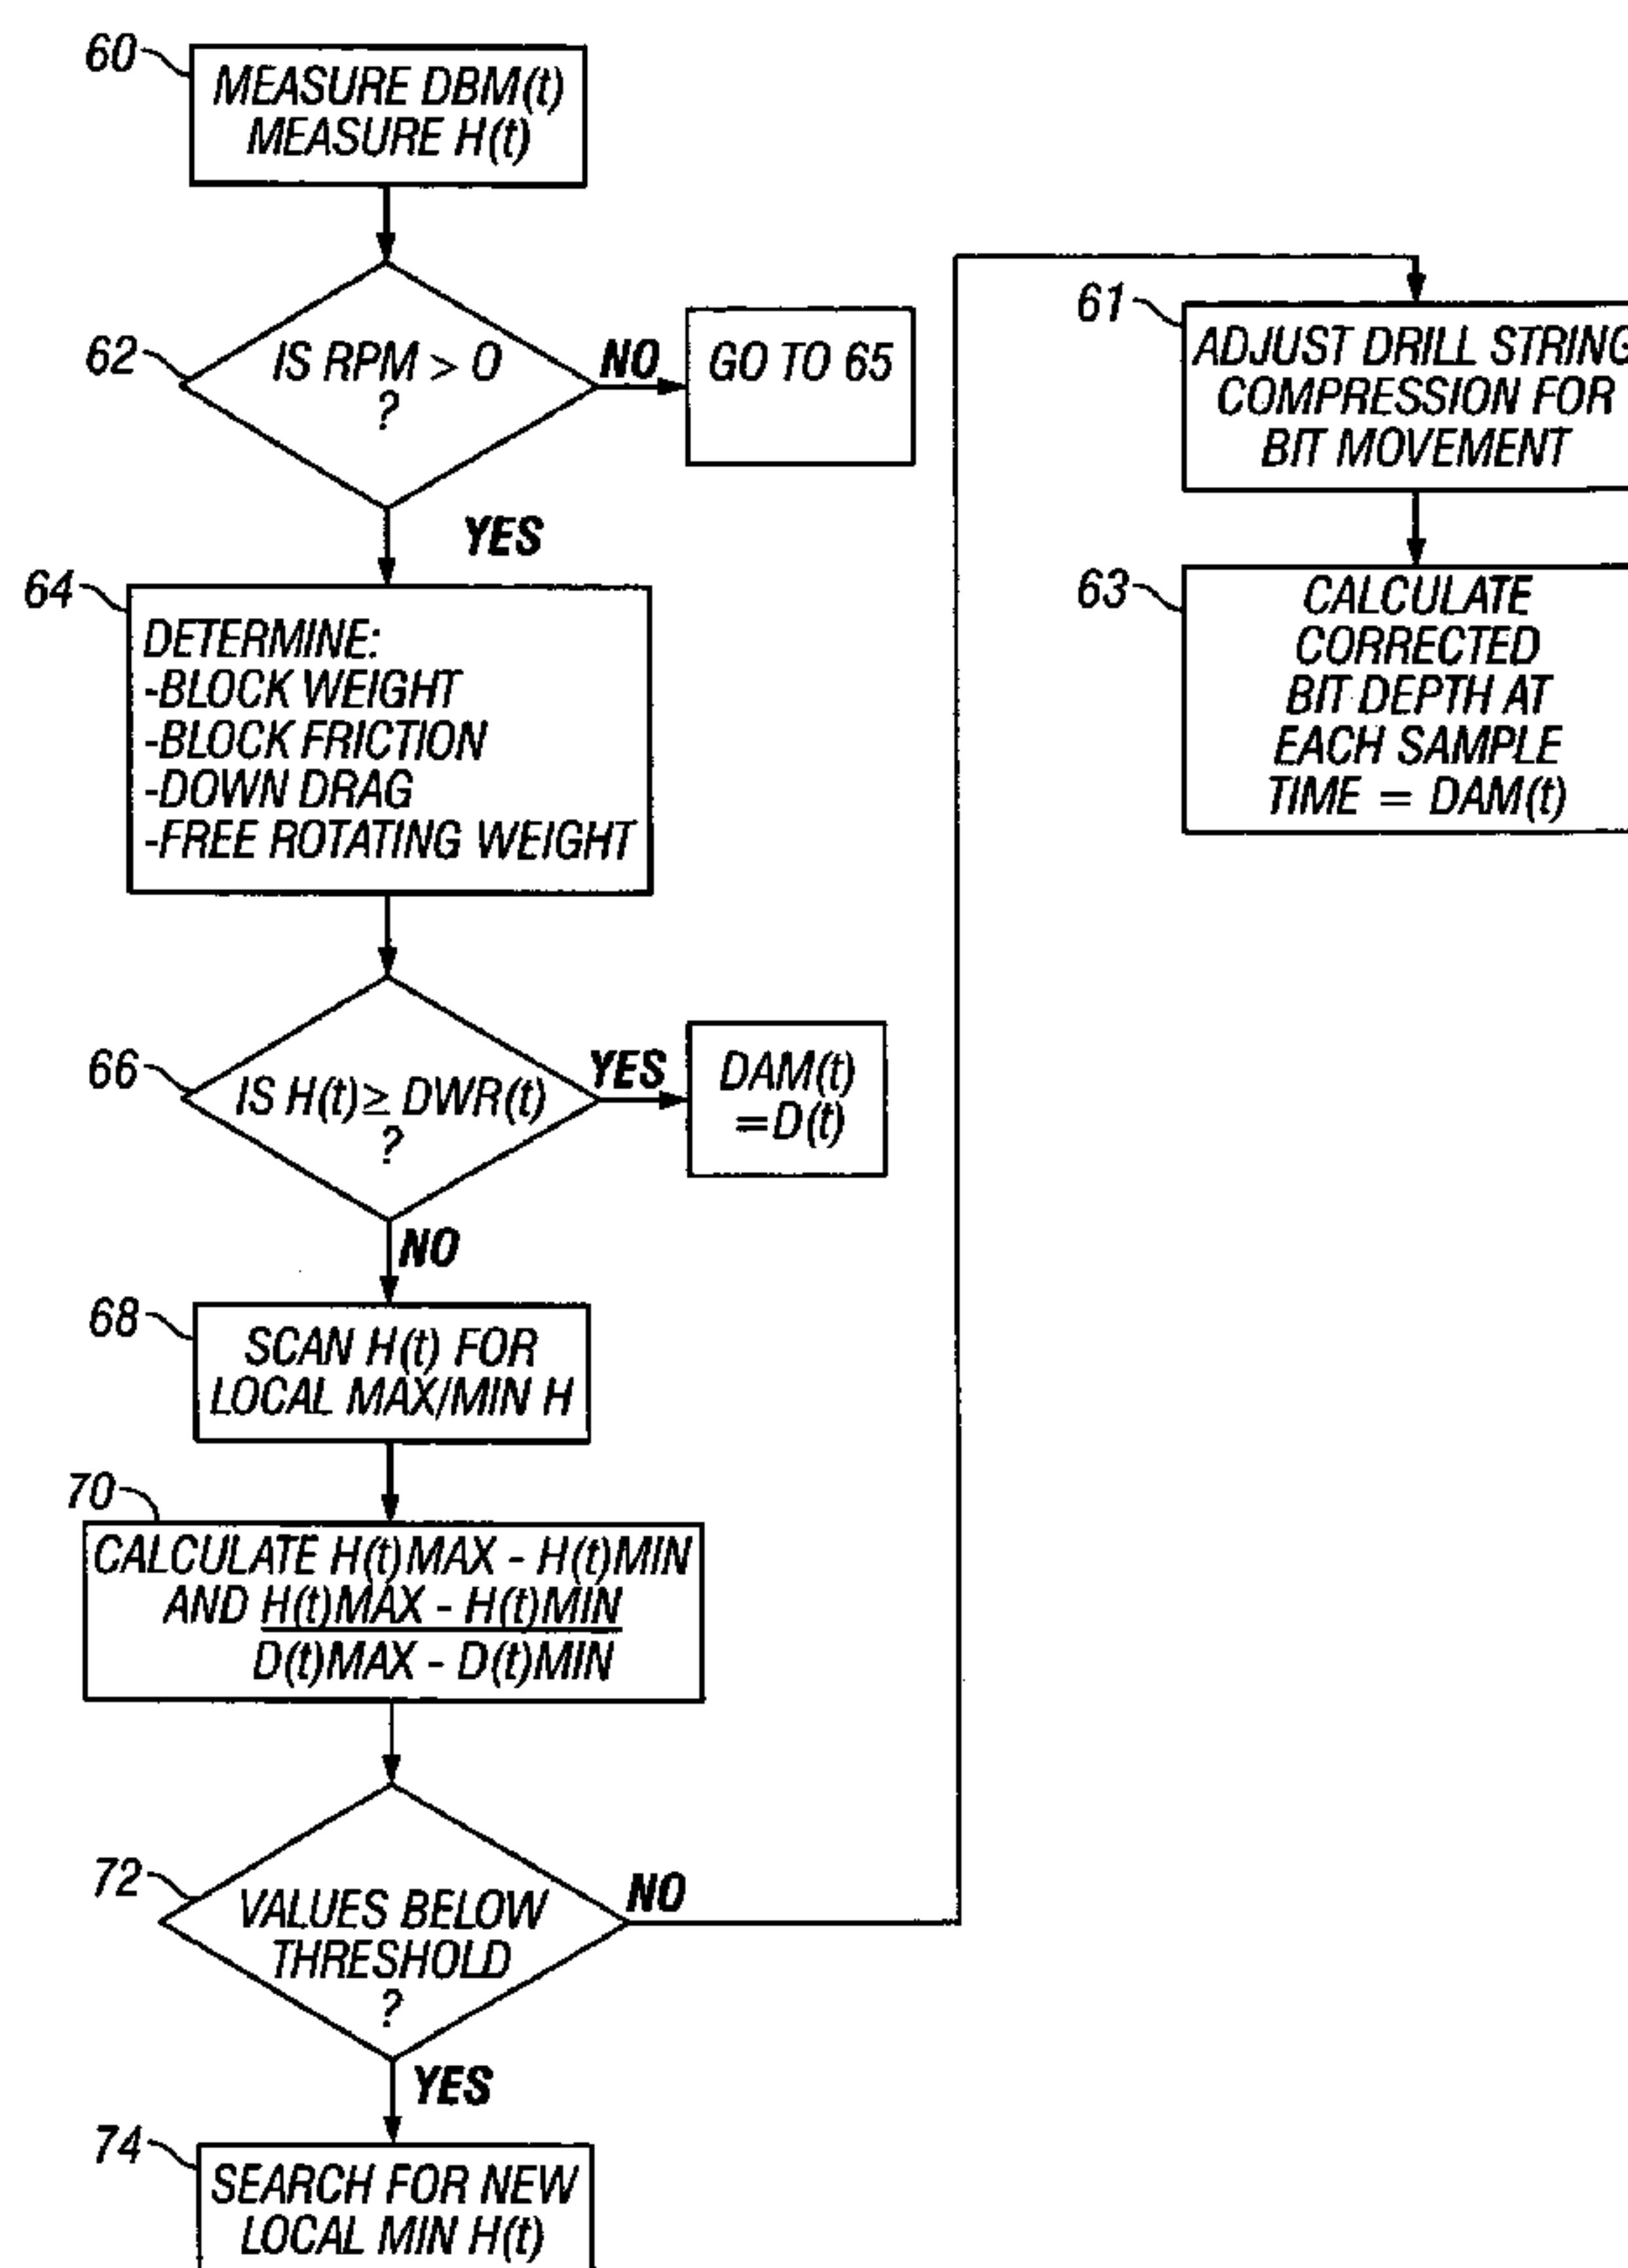 60
MEASURE DBM(t)
MEASURE H(t)
62
IS RPM > 0
?
NO
GO TO 65
YES
64
DETERMINE:
-BLOCK WEIGHT
-BLOCK FRICTION
-DOWN DRAG
-FREE ROTATING WEIGHT
66
IS H(t) ≥ DWR(t)
?
YES
DAM(t)
=D(t)
NO
68
SCAN H(t) FOR
LOCAL MAX/MIN H
70
CALCULATE H(t)MAX - H(t)MIN
AND H(t)MAX - H(t)MIN
D(t)MAX - D(t)MIN
72
VALUES BELOW
THRESHOLD
?
NO
YES
74
SEARCH FOR NEW
LOCAL MIN H(t)
61
ADJUST DRILL STRING
COMPRESSION FOR
BIT MOVEMENT
63
CALCULATE
CORRECTED
BIT DEPTH AT
EACH SAMPLE
TIME = DAM(t)